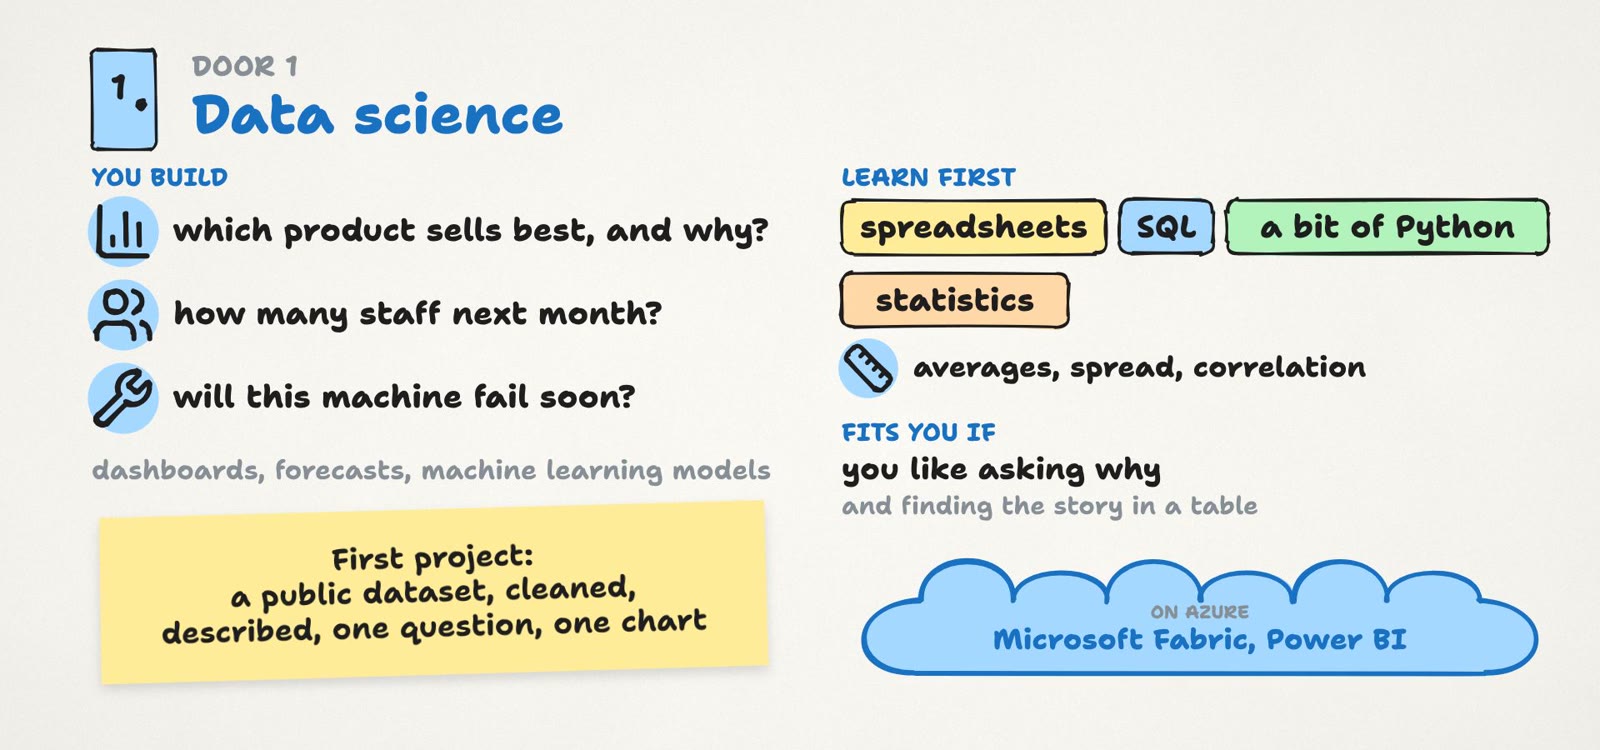 1.
DOOR 1
Data science
YOU BUILD
which product sells best, and why?
how many staff next month?
will this machine fail soon?
dashboards, forecasts, machine learning models
First project:
a public dataset, cleaned,
described, one question, one chart
LEARN FIRST
spreadsheets SQL a bit of Python
statistics
averages, spread, correlation
FITS YOU IF
you like asking why
and finding the story in a table
ON AZURE
Microsoft Fabric, Power BI